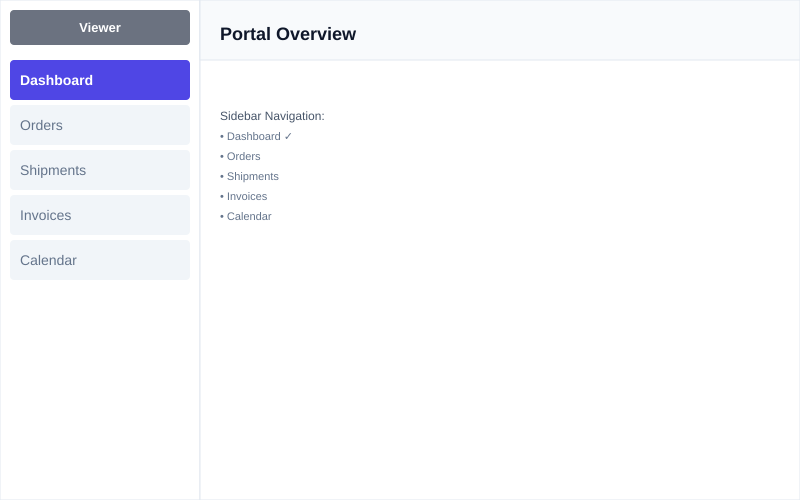 Viewer
Dashboard
Orders
Shipments
Invoices
Calendar
Portal Overview
Sidebar Navigation:
• Dashboard ✓
• Orders
• Shipments
• Invoices
• Calendar